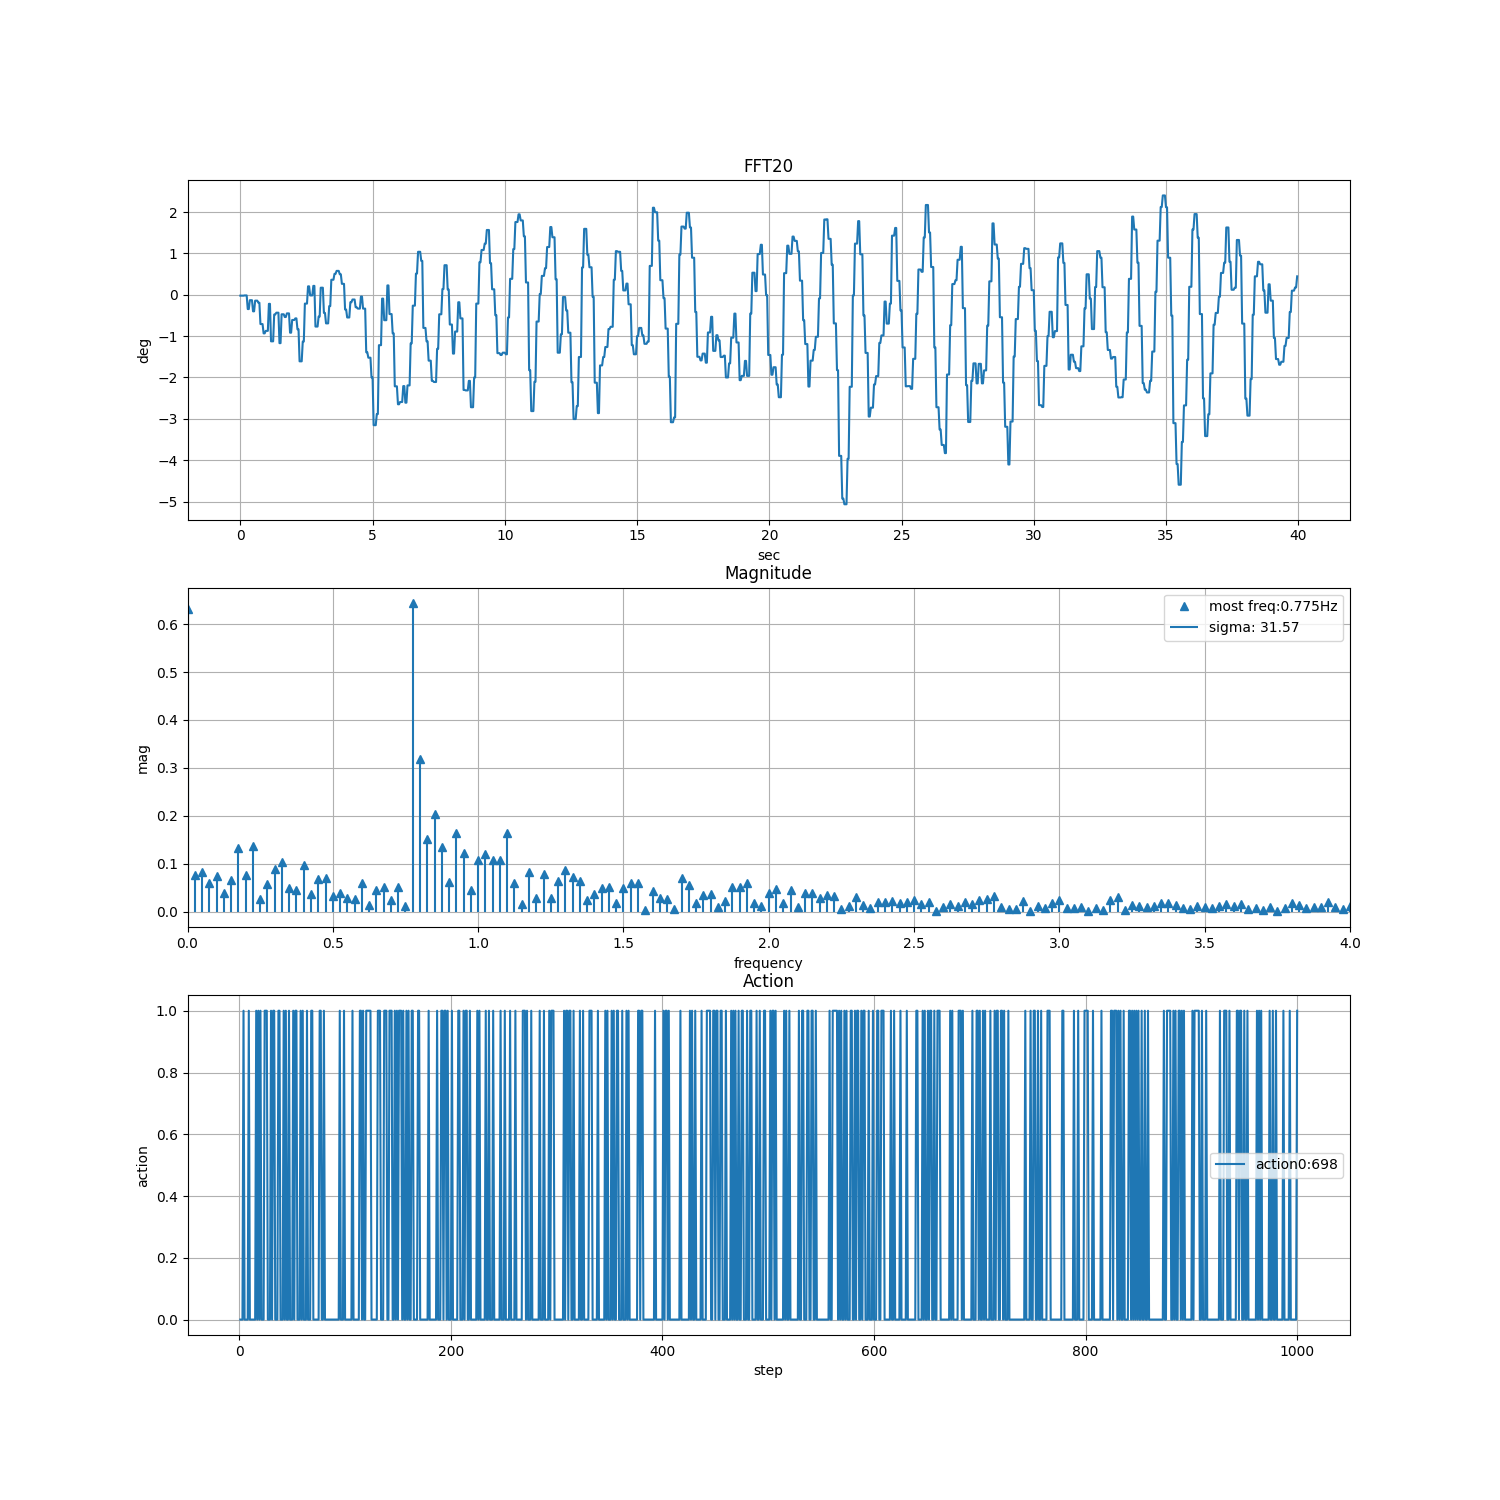 FFT20
2
1
0
−1
−2
−3
−4
−5
deg
0 5 10 15 20 25 30 35 40
sec
Magnitude
most freq:0.775Hz
sigma: 31.57
0.6
0.5
0.4
0.3
0.2
0.1
0.0
mag
0.0 0.5 1.0 1.5 2.0 2.5 3.0 3.5 4.0
frequency
Action
1.0
0.8
0.6
0.4
0.2
0.0
action
action0:698
0 200 400 600 800 1000
step